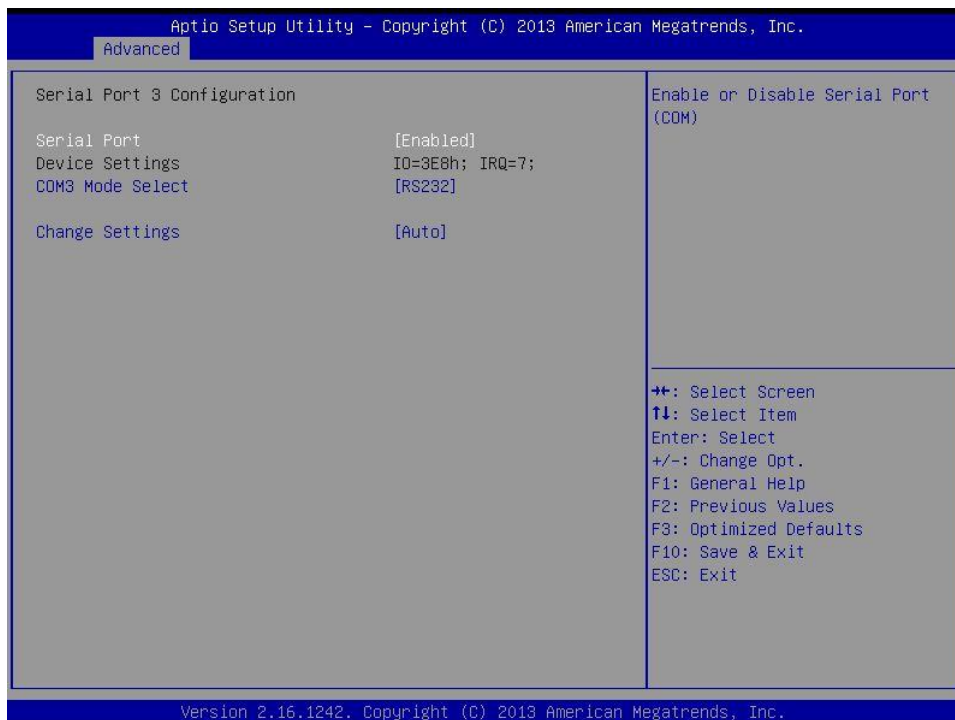 Aptio Setup Utility – Copyright (C) 2013 American Megatrends, Inc.
Advanced
Serial Port 3 Configuration
Serial Port [Enabled]
Device Settings IO=3E8h; IRQ=7;
COM3 Mode Select [RS232]
Change Settings [Auto]
Enable or Disable Serial Port
(COM)
→←: Select Screen
↑↓: Select Item
Enter: Select
+/-: Change Opt.
F1: General Help
F2: Previous Values
F3: Optimized Defaults
F10: Save & Exit
ESC: Exit
Version 2.16.1242. Copyright (C) 2013 American Megatrends, Inc.